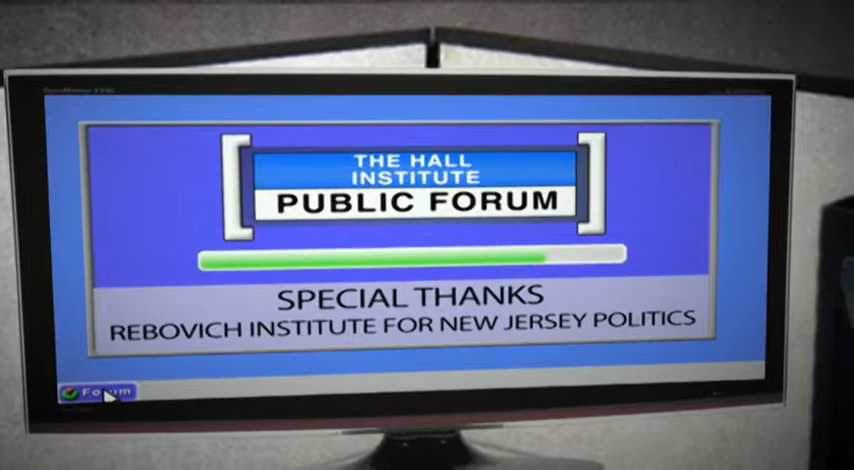 THE HALL
INSTITUTE
PUBLIC FORUM
SPECIAL THANKS
REBOVICH INSTITUTE FOR NEW JERSEY POLITICS
Forum